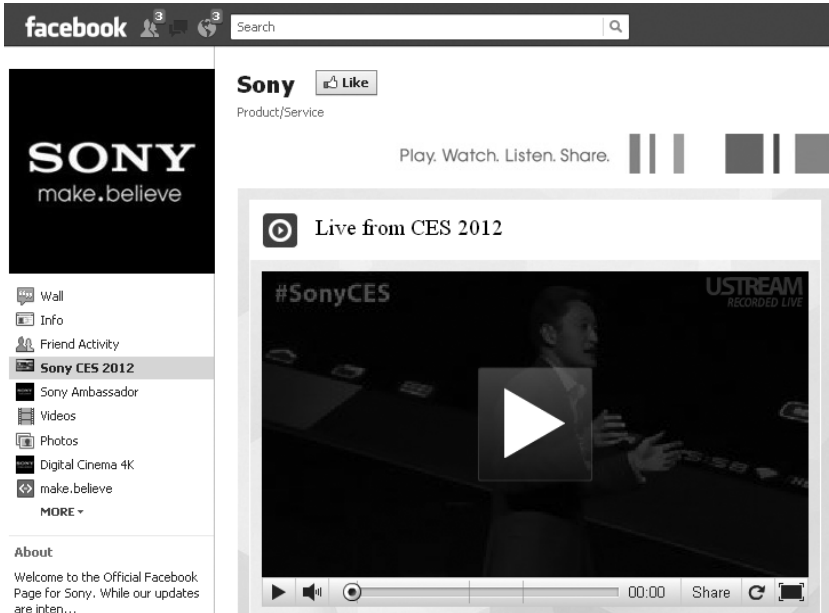 facebook 3 3 Search
SONY
make.believe
Wall
Info
Friend Activity
Sony CES 2012
Sony Ambassador
Videos
Photos
Digital Cinema 4K
make.believe
MORE
About
Welcome to the Official Facebook
Page for Sony. While our updates
are inten...
Sony Like
Product/Service
Play. Watch. Listen. Share.
Live from CES 2012
#SonyCES
USTREAM
RECORDED LIVE
00:00 Share